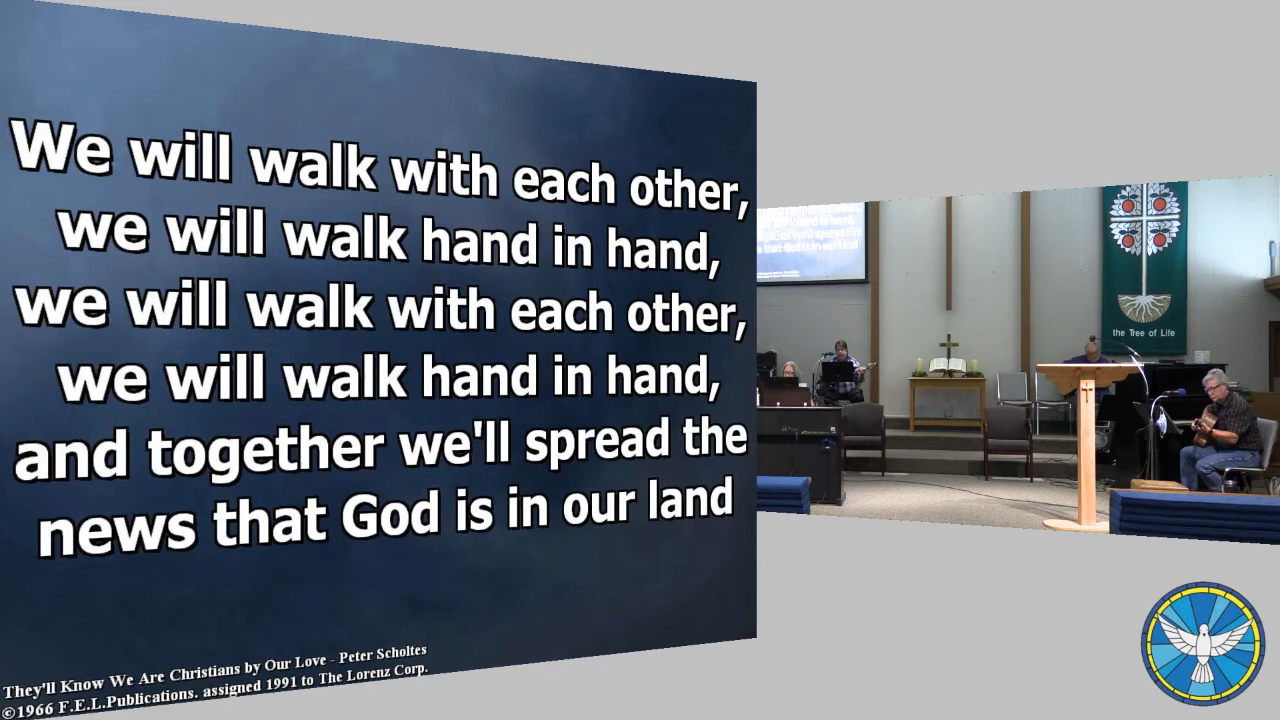 We will walk with each other,
we will walk hand in hand,
we will walk with each other,
we will walk hand in hand,
and together we'll spread the
news that God is in our land
They'll Know We Are Christians by Our Love - Peter Scholtes
©1966 F.E.L.Publications. assigned 1991 to The Lorenz Corp.
the Tree of Life